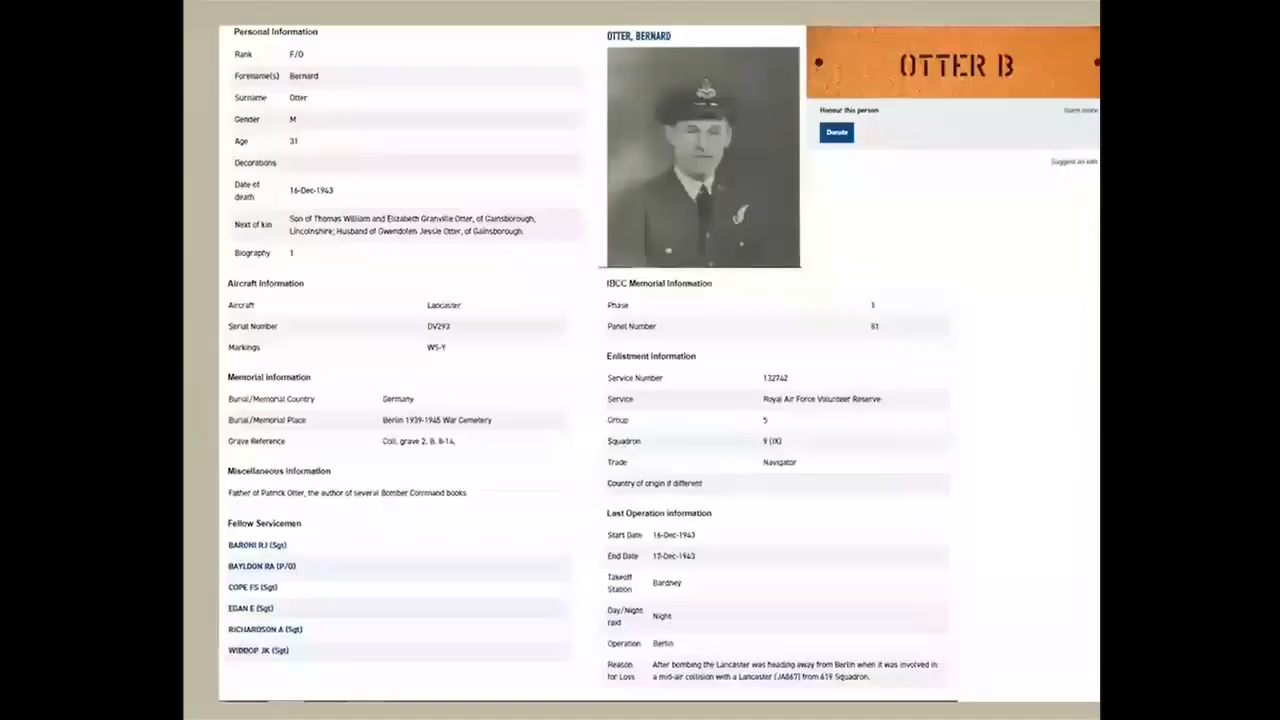 Personal Information
Rank F/O
Forename(s) Bernard
Surname Otter
Gender M
Age 31
Decorations
Date of death 16-Dec-1943
Next of kin Son of Thomas William and Elizabeth Granville Otter, of Gainsborough,
Lincolnshire; Husband of Gwendolen Jessie Otter, of Gainsborough.
Biography 1
OTTER, BERNARD
OTTER B
Honour this person
Donate
Aircraft Information
Aircraft Lancaster
Serial Number DV293
Markings WS-Y
Memorial Information
Burial/Memorial Country Germany
Burial/Memorial Place Berlin 1939-1945 War Cemetery
Grave Reference Coll. grave 2. B. 8-14.
Miscellaneous Information
Father of Patrick Otter, the author of several Bomber Command books
Fellow Servicemen
BARONI RJ (Sgt)
BAYLDON RA (P/O)
COPE FS (Sgt)
EGAN E (Sgt)
RICHARDSON A (Sgt)
WIDDOP JK (Sgt)
IBCC Memorial Information
Phase 1
Panel Number 81
Enlistment Information
Service Number 132742
Service Royal Air Force Volunteer Reserve
Group 5
Squadron 9 (IX)
Trade Navigator
Country of origin if different
Last Operation Information
Start Date 16-Dec-1943
End Date 17-Dec-1943
Takeoff Station Bardney
Day/Night raid Night
Operation Berlin
Reason for Loss After bombing the Lancaster was heading away from Berlin when it was involved in
a mid-air collision with a Lancaster (JA867) from 619 Squadron.